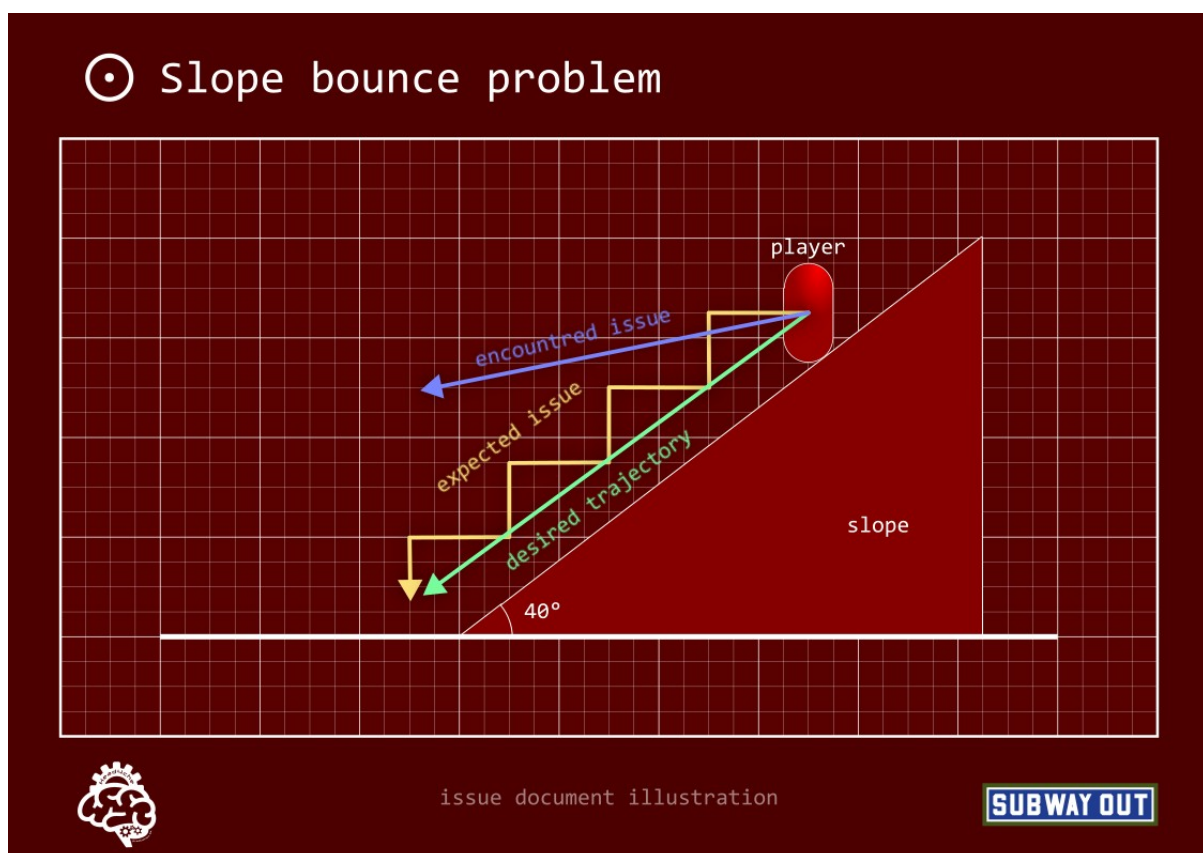 Slope bounce problem
player
encountred issue
expected issue
desired trajectory
slope
40°
issue document illustration
SUBWAY OUT